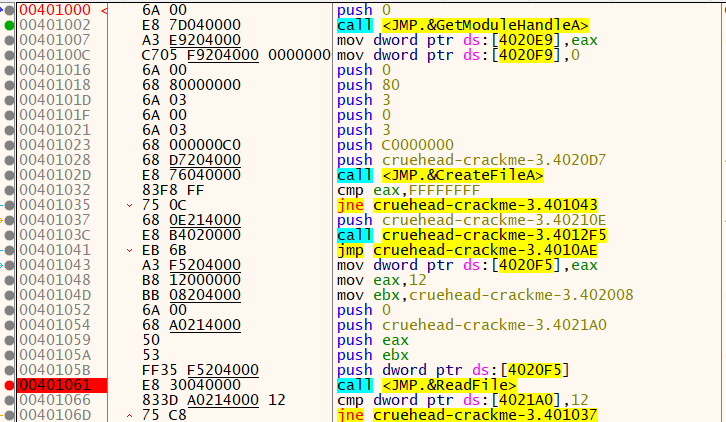 00401000 < 6A 00 push 0
00401002 E8 7D040000 call <JMP.&GetModuleHandleA>
00401007 A3 E9204000 mov dword ptr ds:[4020E9],eax
0040100C C705 F9204000 0000000 mov dword ptr ds:[4020F9],0
00401016 6A 00 push 0
00401018 68 80000000 push 80
0040101D 6A 03 push 3
0040101F 6A 00 push 0
00401021 6A 03 push 3
00401023 68 000000C0 push C0000000
00401028 68 D7204000 push cruehead-crackme-3.4020D7
0040102D E8 76040000 call <JMP.&CreateFileA>
00401032 83F8 FF cmp eax,FFFFFFFF
00401035 75 0C jne cruehead-crackme-3.401043
00401037 68 0E214000 push cruehead-crackme-3.40210E
0040103C E8 B4020000 call cruehead-crackme-3.4012F5
00401041 EB 6B jmp cruehead-crackme-3.4010AE
00401043 A3 F5204000 mov dword ptr ds:[4020F5],eax
00401048 B8 12000000 mov eax,12
0040104D BB 08204000 mov ebx,cruehead-crackme-3.402008
00401052 6A 00 push 0
00401054 68 A0214000 push cruehead-crackme-3.4021A0
00401059 50 push eax
0040105A 53 push ebx
0040105B FF35 F5204000 push dword ptr ds:[4020F5]
00401061 E8 30040000 call <JMP.&ReadFile>
00401066 833D A0214000 12 cmp dword ptr ds:[4021A0],12
0040106D 75 C8 jne cruehead-crackme-3.401037